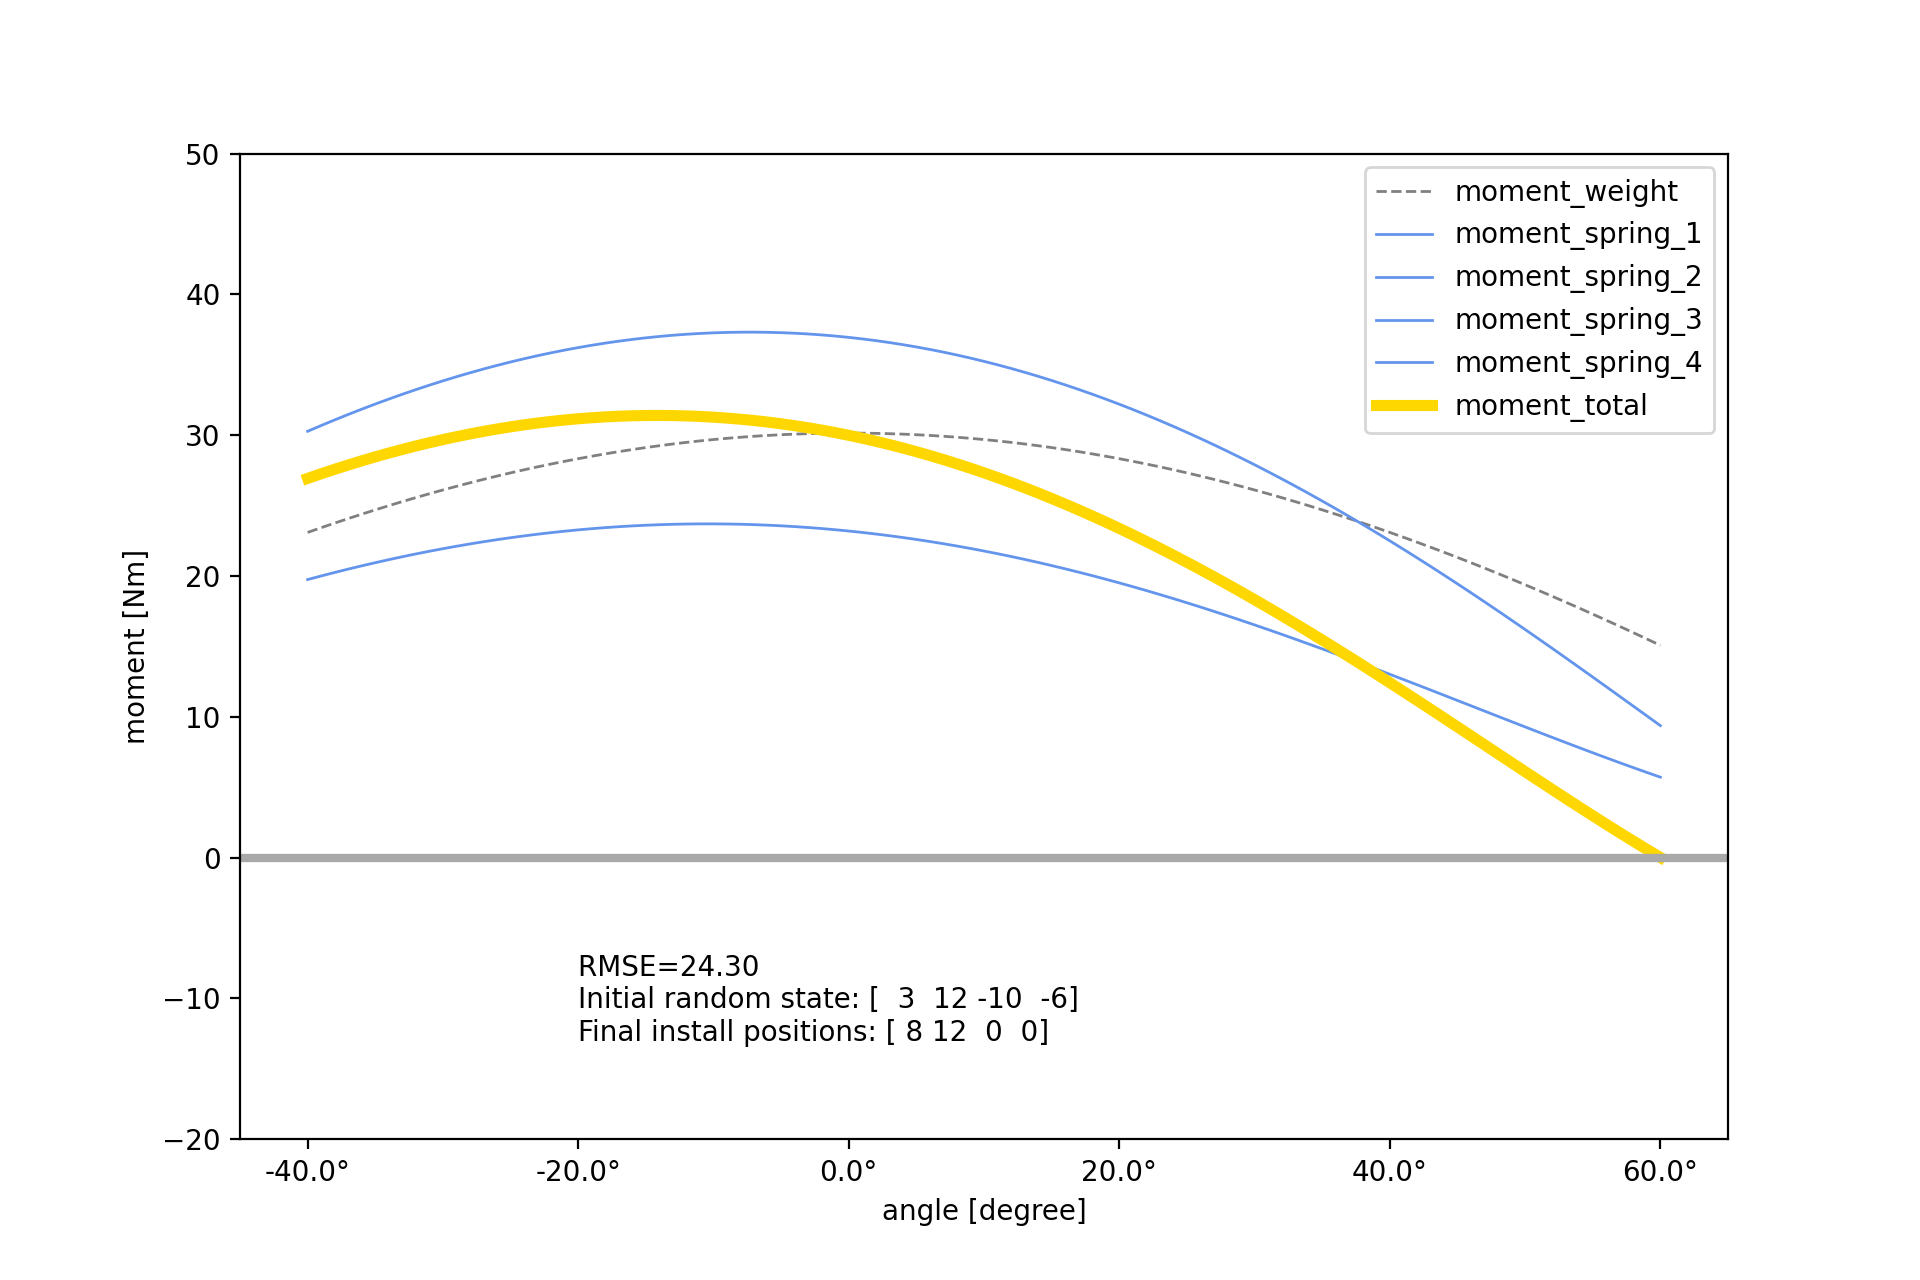 50
40
30
20
10
0
−10
−20
moment [Nm]
moment_weight
moment_spring_1
moment_spring_2
moment_spring_3
moment_spring_4
moment_total
RMSE=24.30
Initial random state: [  3  12 -10  -6]
Final install positions: [ 8 12  0  0]
-40.0° -20.0° 0.0° 20.0° 40.0° 60.0°
angle [degree]